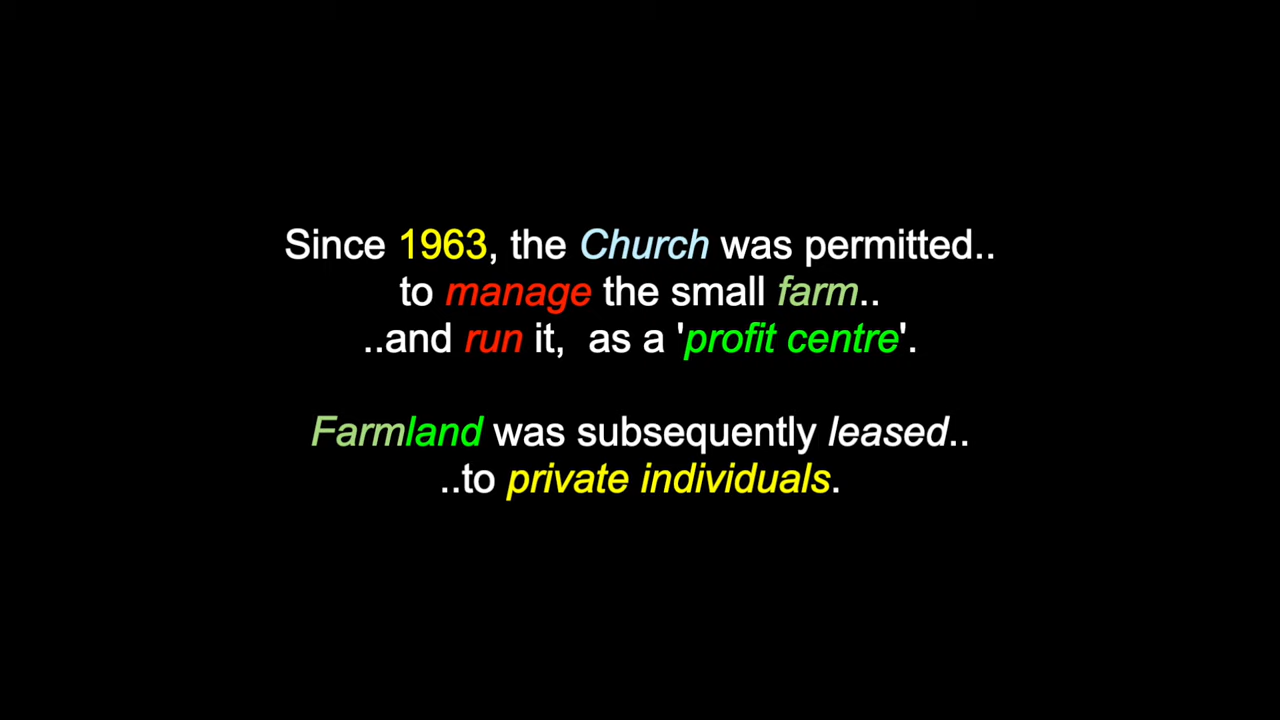 Since 1963, the Church was permitted..
to manage the small farm..
..and run it,  as a 'profit centre'.
Farmland was subsequently leased..
..to private individuals.